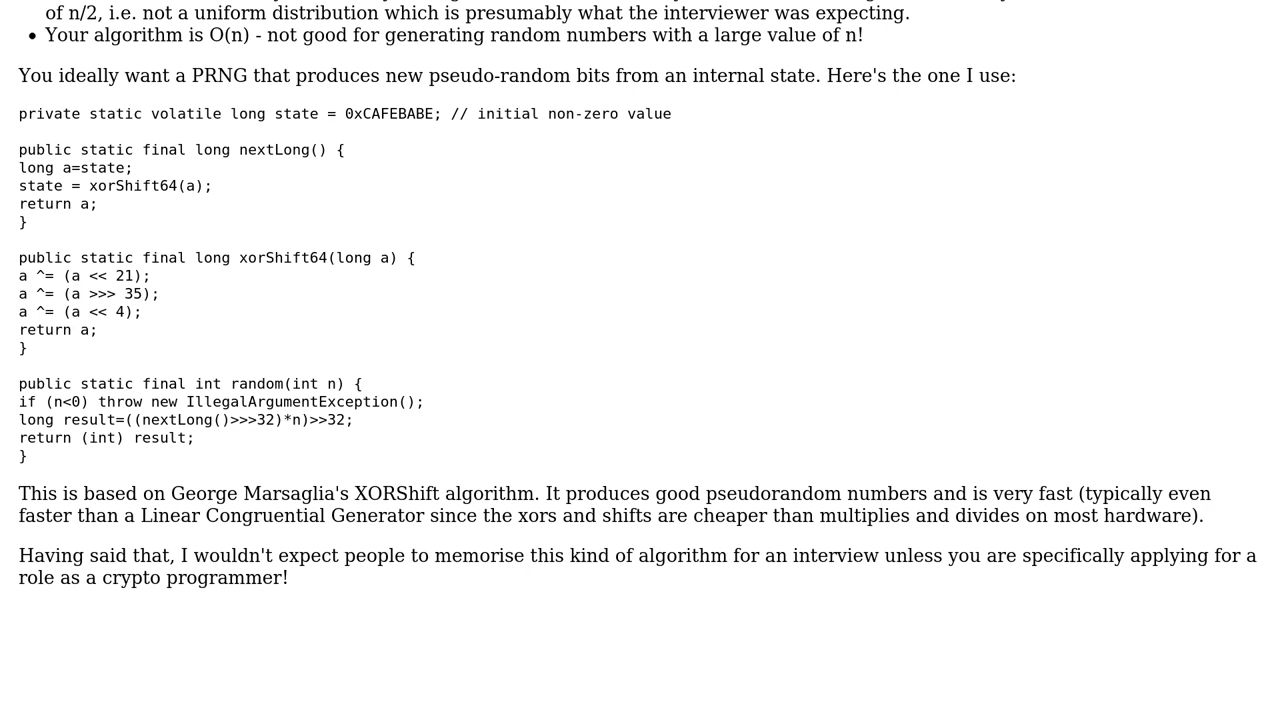 of n/2, i.e. not a uniform distribution which is presumably what the interviewer was expecting.
• Your algorithm is O(n) - not good for generating random numbers with a large value of n!
You ideally want a PRNG that produces new pseudo-random bits from an internal state. Here's the one I use:
private static volatile long state = 0xCAFEBABE; // initial non-zero value
public static final long nextLong() {
long a=state;
state = xorShift64(a);
return a;
}
public static final long xorShift64(long a) {
a ^= (a << 21);
a ^= (a >>> 35);
a ^= (a << 4);
return a;
}
public static final int random(int n) {
if (n<0) throw new IllegalArgumentException();
long result=((nextLong()>>>32)*n)>>32;
return (int) result;
}
This is based on George Marsaglia's XORShift algorithm. It produces good pseudorandom numbers and is very fast (typically even
faster than a Linear Congruential Generator since the xors and shifts are cheaper than multiplies and divides on most hardware).
Having said that, I wouldn't expect people to memorise this kind of algorithm for an interview unless you are specifically applying for a
role as a crypto programmer!